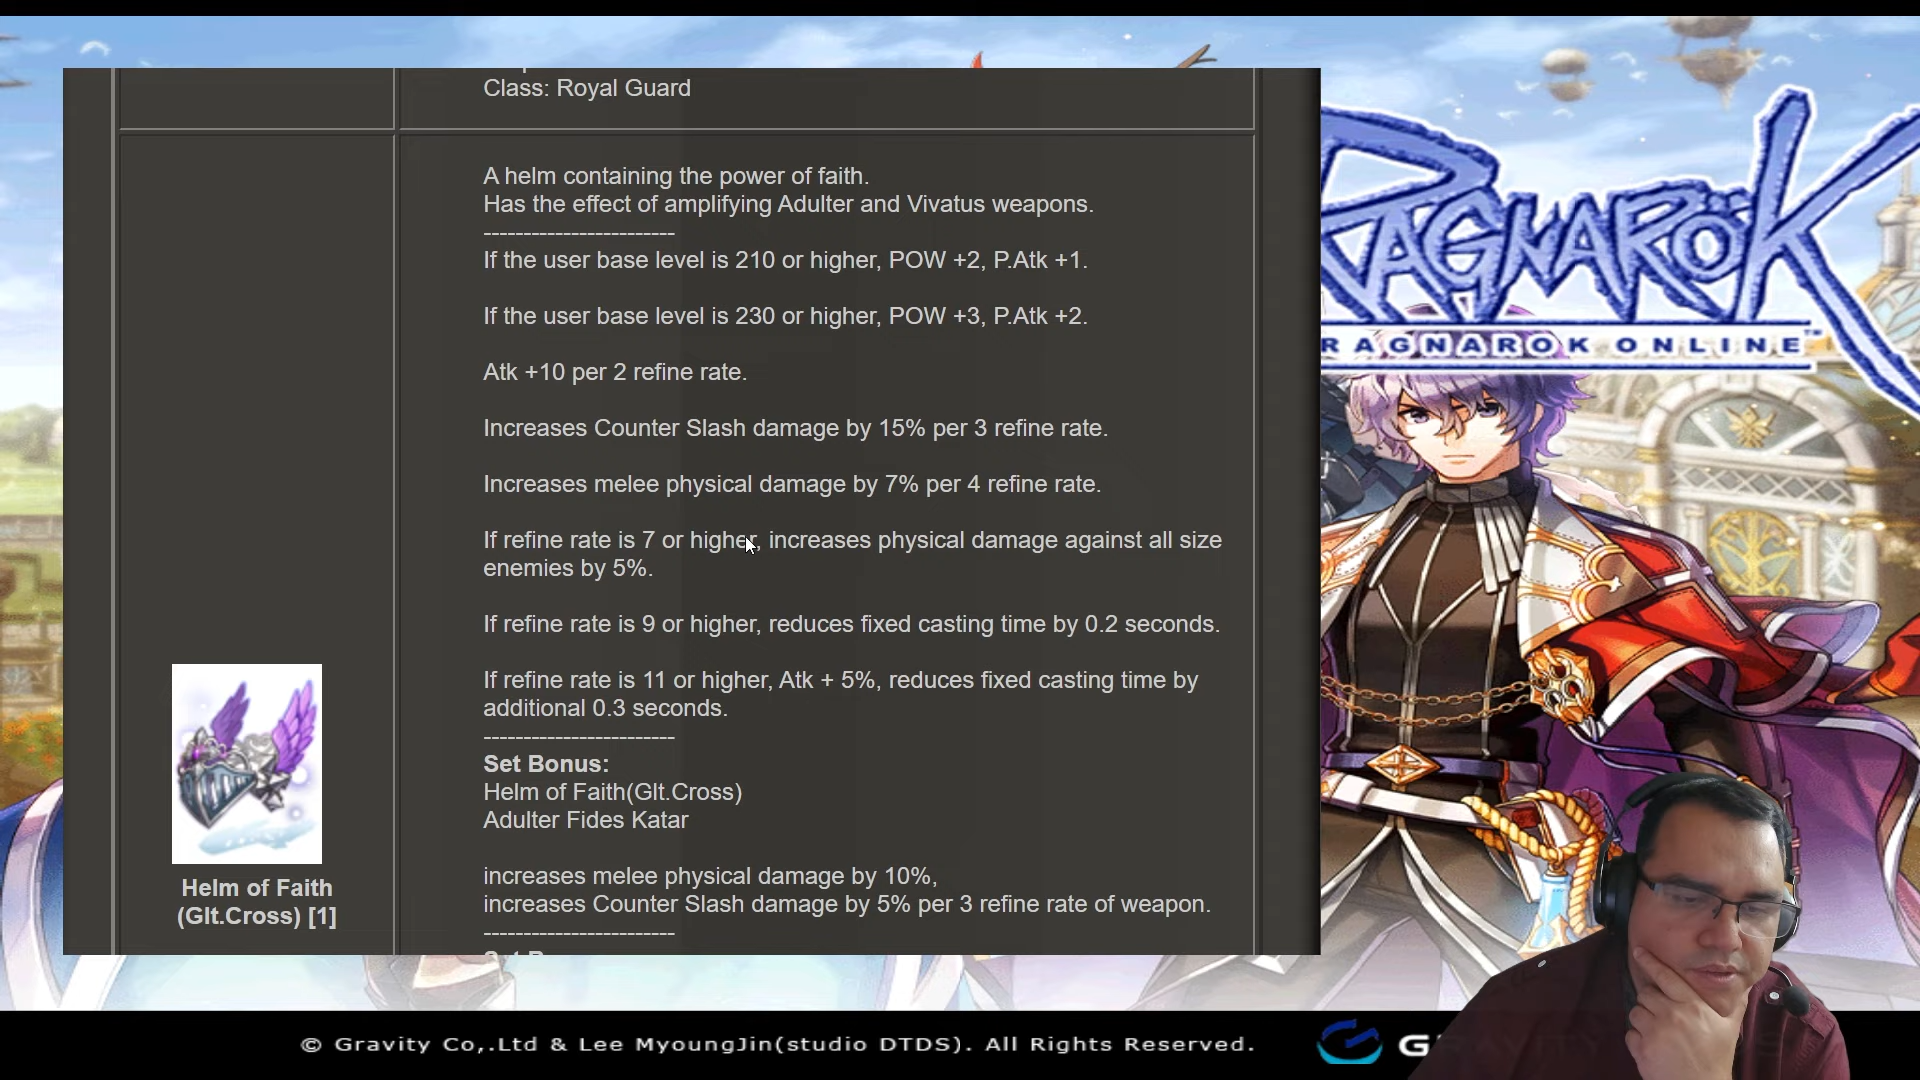 Class: Royal Guard
A helm containing the power of faith.
Has the effect of amplifying Adulter and Vivatus weapons.
------------------------
If the user base level is 210 or higher, POW +2, P.Atk +1.
If the user base level is 230 or higher, POW +3, P.Atk +2.
Atk +10 per 2 refine rate.
Increases Counter Slash damage by 15% per 3 refine rate.
Increases melee physical damage by 7% per 4 refine rate.
If refine rate is 7 or higher, increases physical damage against all size
enemies by 5%.
If refine rate is 9 or higher, reduces fixed casting time by 0.2 seconds.
If refine rate is 11 or higher, Atk + 5%, reduces fixed casting time by
additional 0.3 seconds.
------------------------
Set Bonus:
Helm of Faith(Glt.Cross)
Adulter Fides Katar
increases melee physical damage by 10%,
increases Counter Slash damage by 5% per 3 refine rate of weapon.
------------------------
Helm of Faith
(Glt.Cross) [1]
RAGNARÖK
RAGNAROK ONLINE
© Gravity Co,.Ltd & Lee MyoungJin(studio DTDS). All Rights Reserved.